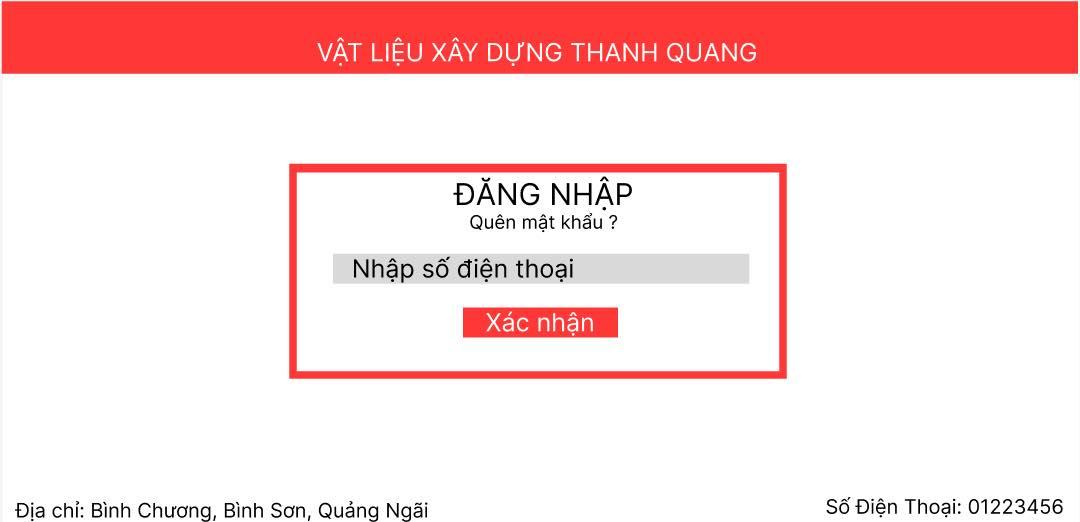 VẬT LIỆU XÂY DỰNG THANH QUANG
ĐĂNG NHẬP
Quên mật khẩu ?
Nhập số điện thoại
Xác nhận
Địa chỉ: Bình Chương, Bình Sơn, Quảng Ngãi
Số Điện Thoại: 01223456